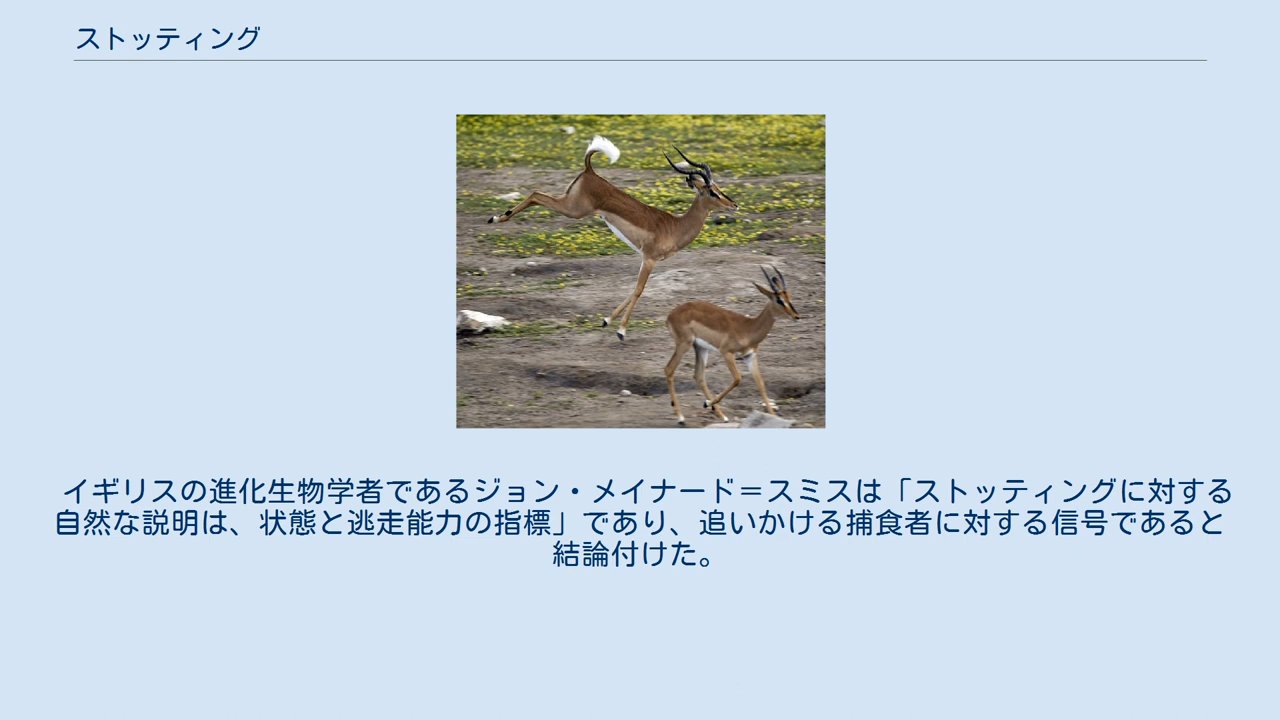 ストッティング
イギリスの進化生物学者であるジョン・メイナード＝スミスは「ストッティングに対する
自然な説明は、状態と逃走能力の指標」であり、追いかける捕食者に対する信号であると
結論付けた。